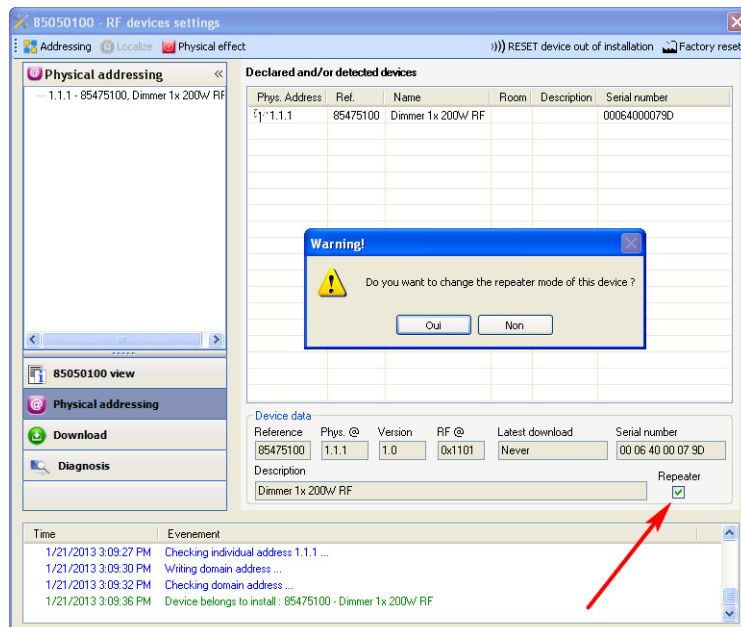 85050100 - RF devices settings
Addressing Localize Physical effect ))) RESET device out of installation Factory reset
Physical addressing «
1.1.1 - 85475100, Dimmer 1x 200W RF
Declared and/or detected devices
Phys. Address Ref. Name Room Description Serial number
1.1.1 85475100 Dimmer 1x 200W RF 00064000079D
Warning!
Do you want to change the repeater mode of this device ?
Oui Non
85050100 view
Physical addressing
Download
Diagnosis
Device data
Reference Phys. @ Version RF @ Latest download Serial number
85475100 1.1.1 1.0 0x1101 Never 00 06 40 00 07 9D
Description Repeater
Dimmer 1x 200W RF
Time Evenement
1/21/2013 3:09:27 PM Checking individual address 1.1.1 ...
1/21/2013 3:09:30 PM Writing domain address ...
1/21/2013 3:09:32 PM Checking domain address ...
1/21/2013 3:09:36 PM Device belongs to install : 85475100 - Dimmer 1x 200W RF